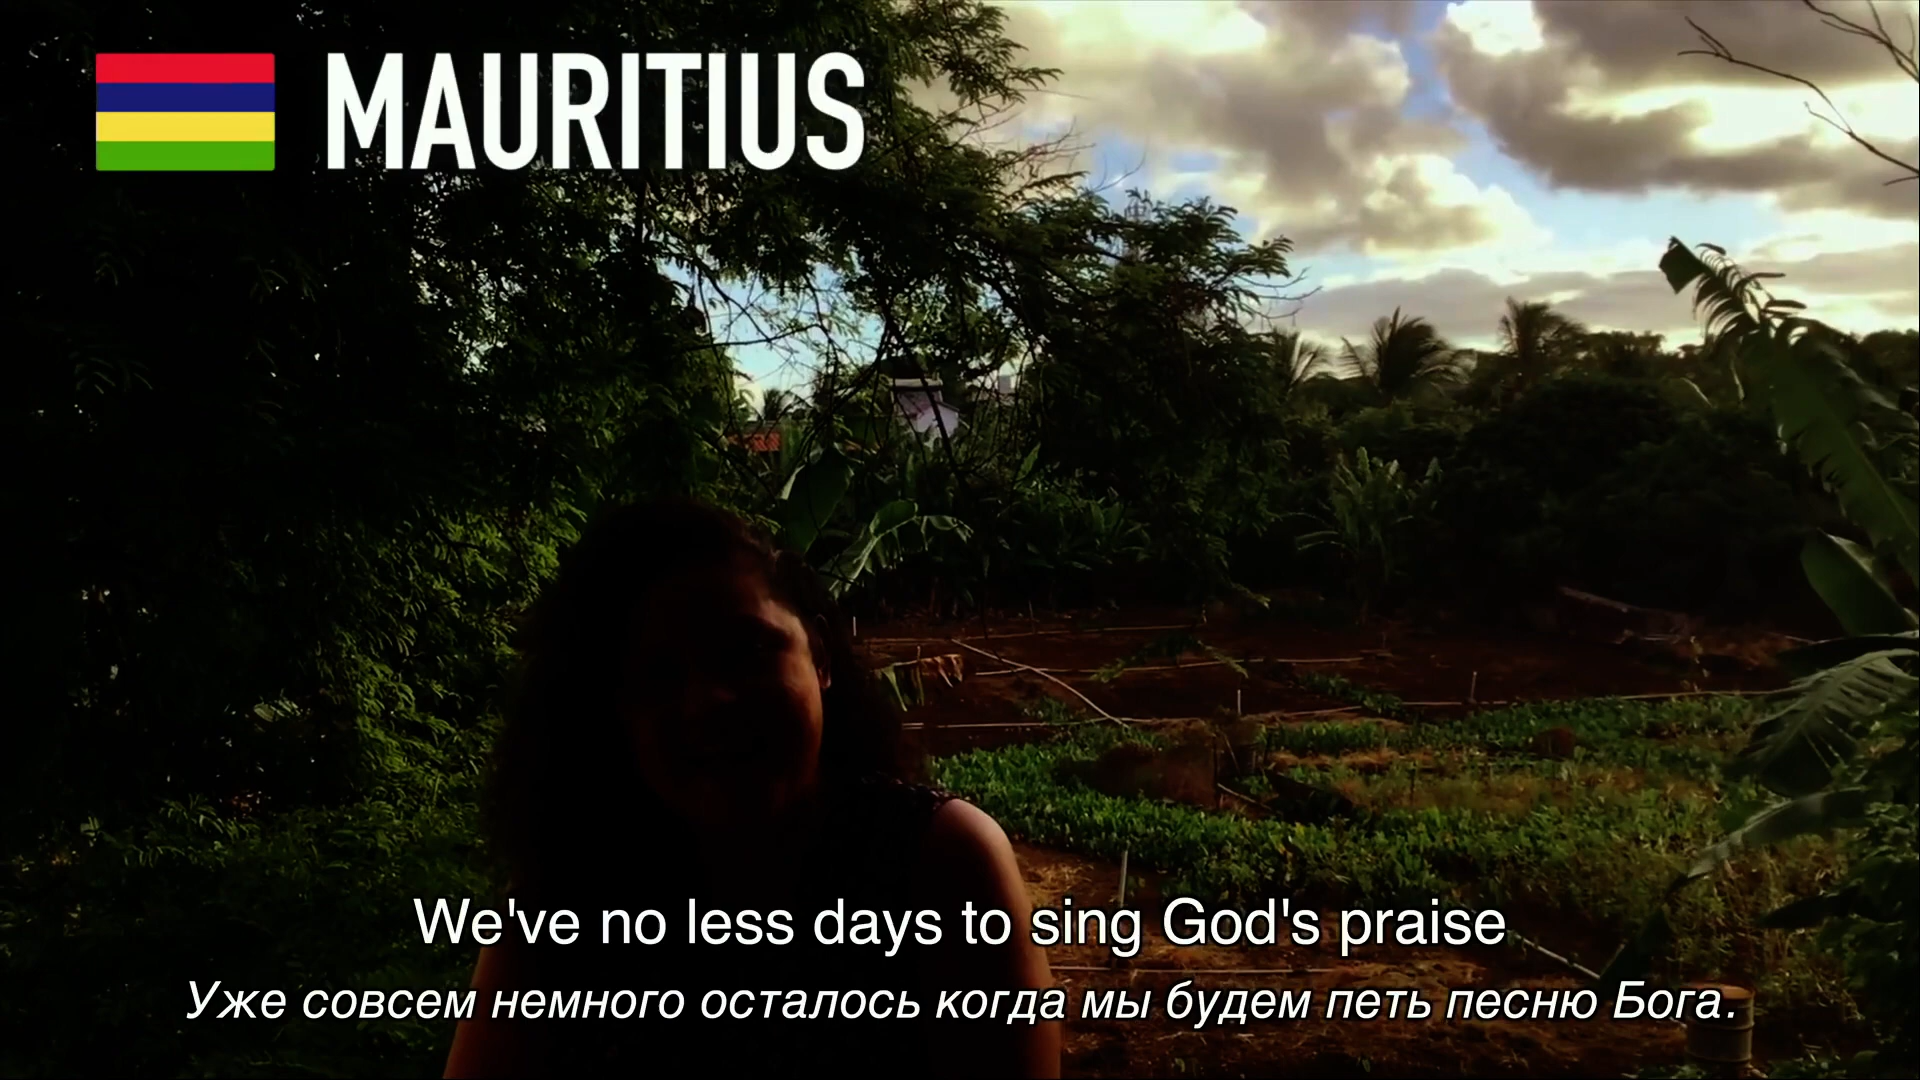 MAURITIUS
We've no less days to sing God's praise
Уже совсем немного осталось когда мы будем петь песню Бога.